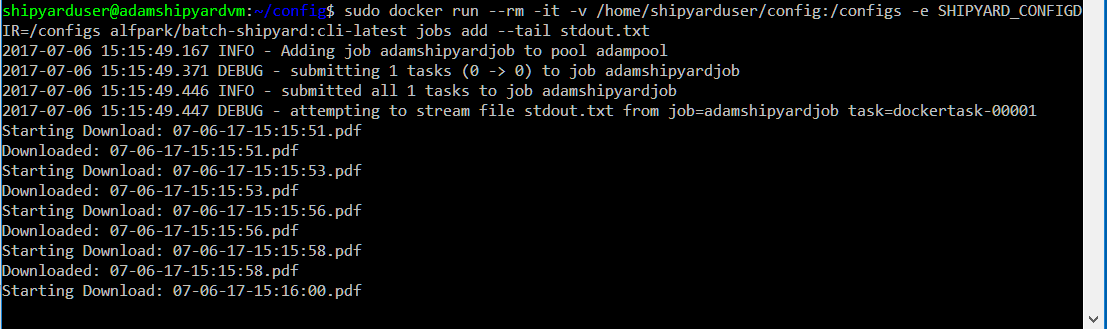 shipyarduser@adamshipyardvm:~/config$ sudo docker run --rm -it -v /home/shipyarduser/config:/configs -e SHIPYARD_CONFIGD
IR=/configs alfpark/batch-shipyard:cli-latest jobs add --tail stdout.txt
2017-07-06 15:15:49.167 INFO - Adding job adamshipyardjob to pool adampool
2017-07-06 15:15:49.371 DEBUG - submitting 1 tasks (0 -> 0) to job adamshipyardjob
2017-07-06 15:15:49.446 INFO - submitted all 1 tasks to job adamshipyardjob
2017-07-06 15:15:49.447 DEBUG - attempting to stream file stdout.txt from job=adamshipyardjob task=dockertask-00001
Starting Download: 07-06-17-15:15:51.pdf
Downloaded: 07-06-17-15:15:51.pdf
Starting Download: 07-06-17-15:15:53.pdf
Downloaded: 07-06-17-15:15:53.pdf
Starting Download: 07-06-17-15:15:56.pdf
Downloaded: 07-06-17-15:15:56.pdf
Starting Download: 07-06-17-15:15:58.pdf
Downloaded: 07-06-17-15:15:58.pdf
Starting Download: 07-06-17-15:16:00.pdf